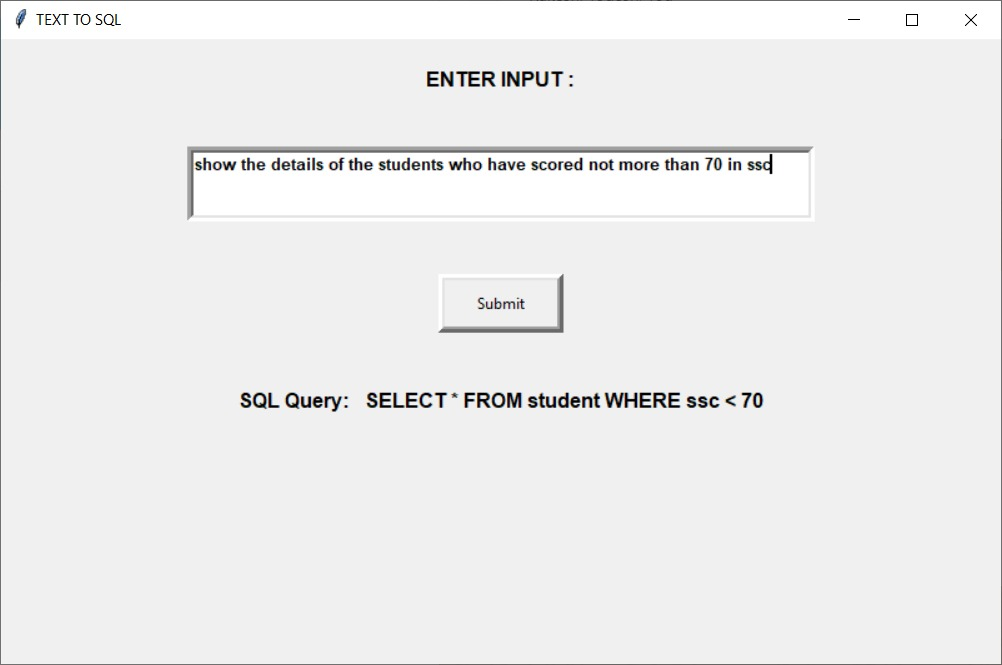 TEXT TO SQL
ENTER INPUT :
show the details of the students who have scored not more than 70 in ssc
Submit
SQL Query: SELECT * FROM student WHERE ssc < 70